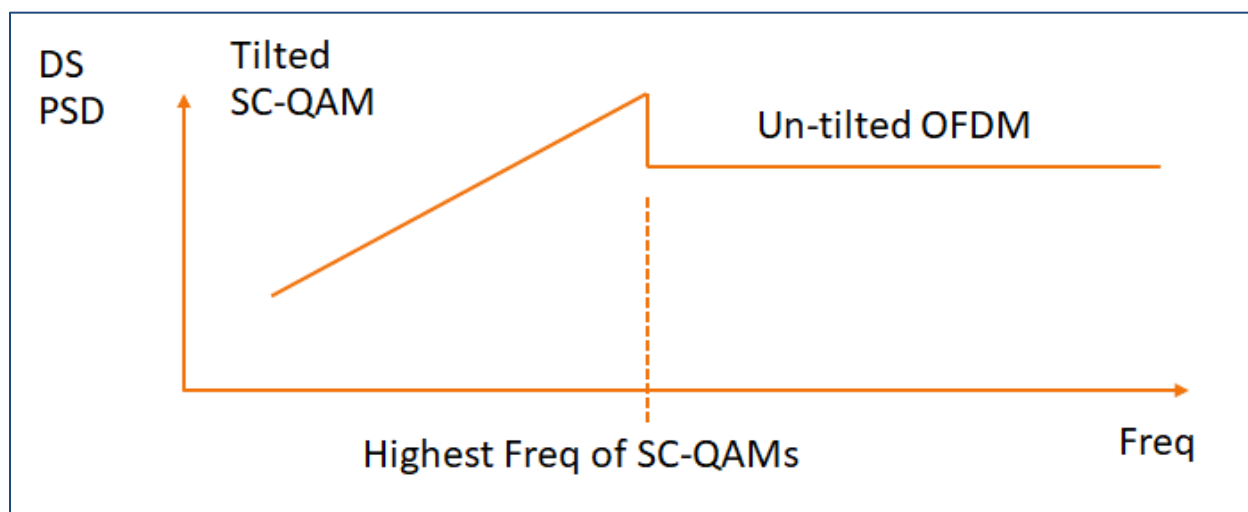 DS
PSD
Tilted
SC-QAM
Un-tilted OFDM
Highest Freq of SC-QAMs
Freq